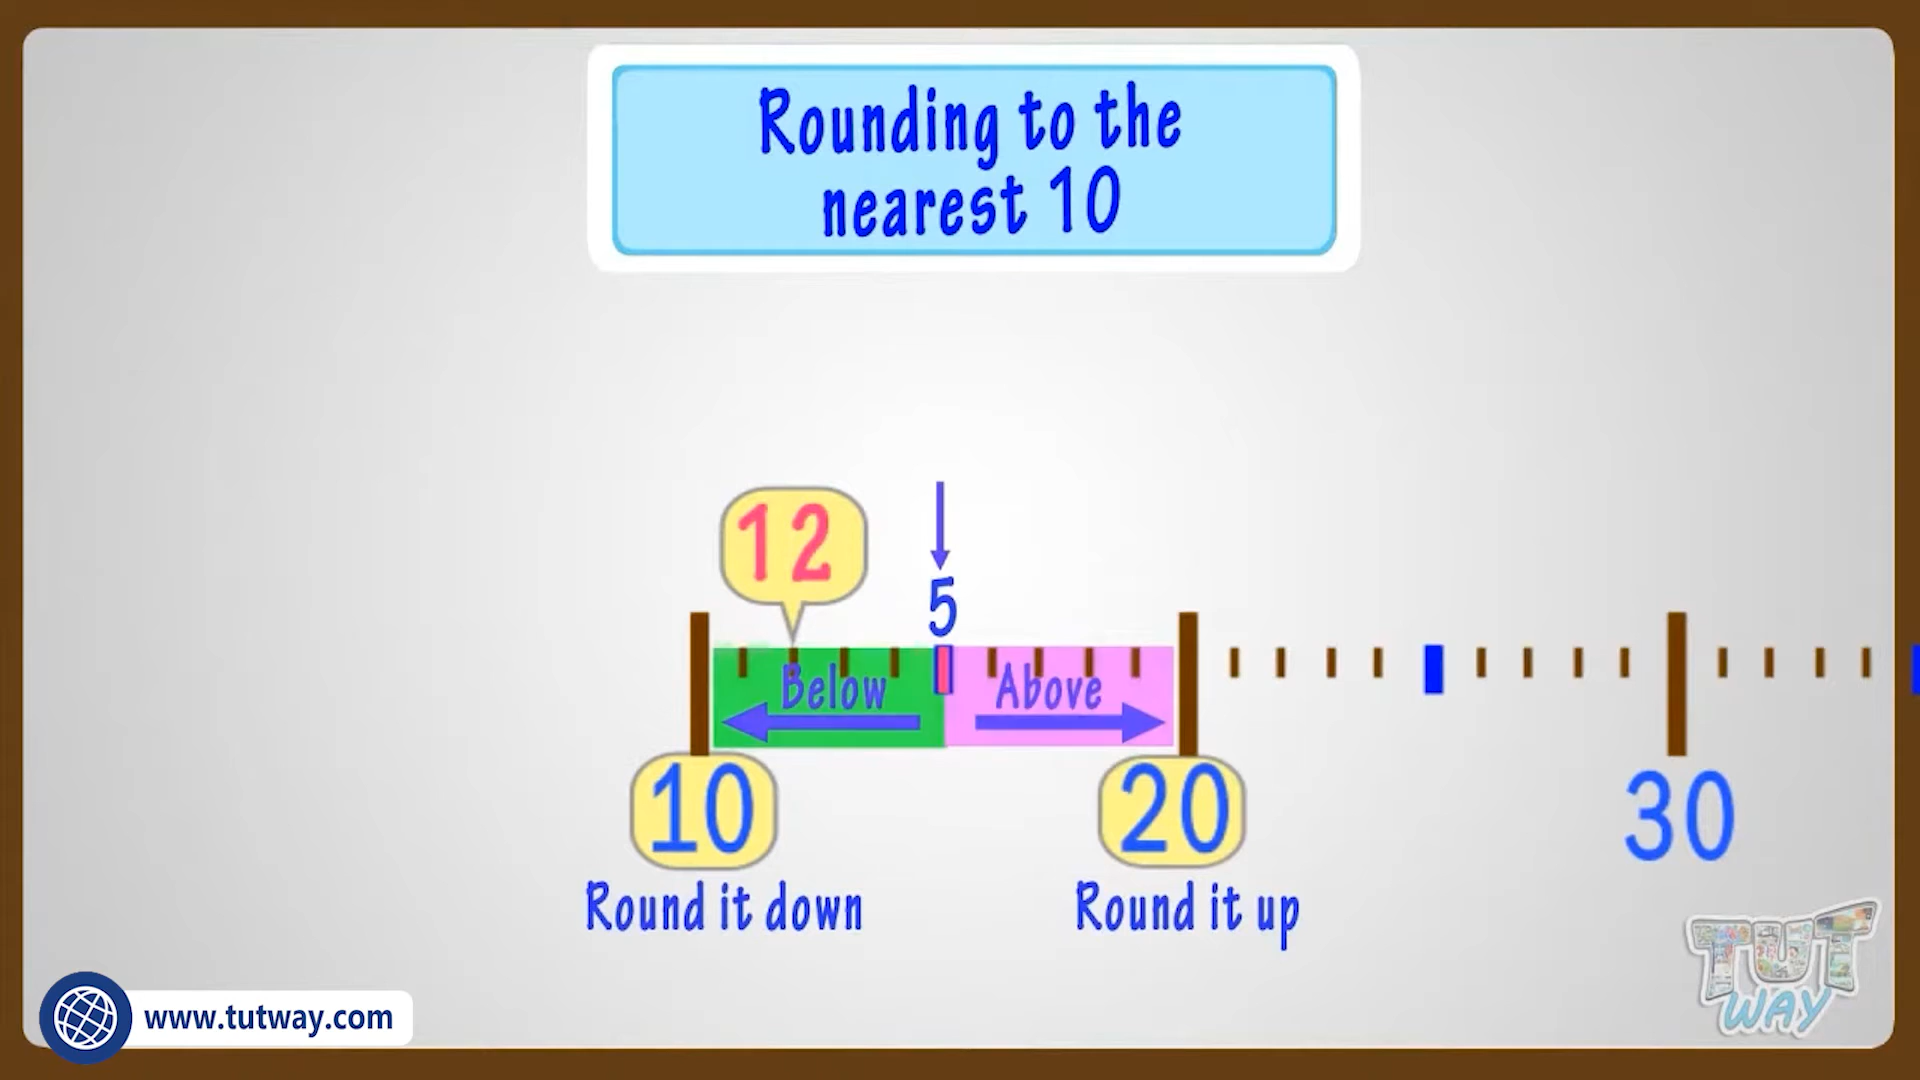 Rounding to the
nearest 10
12
5
Below
Above
10
20
30
Round it down
Round it up
www.tutway.com
TUT
WAY